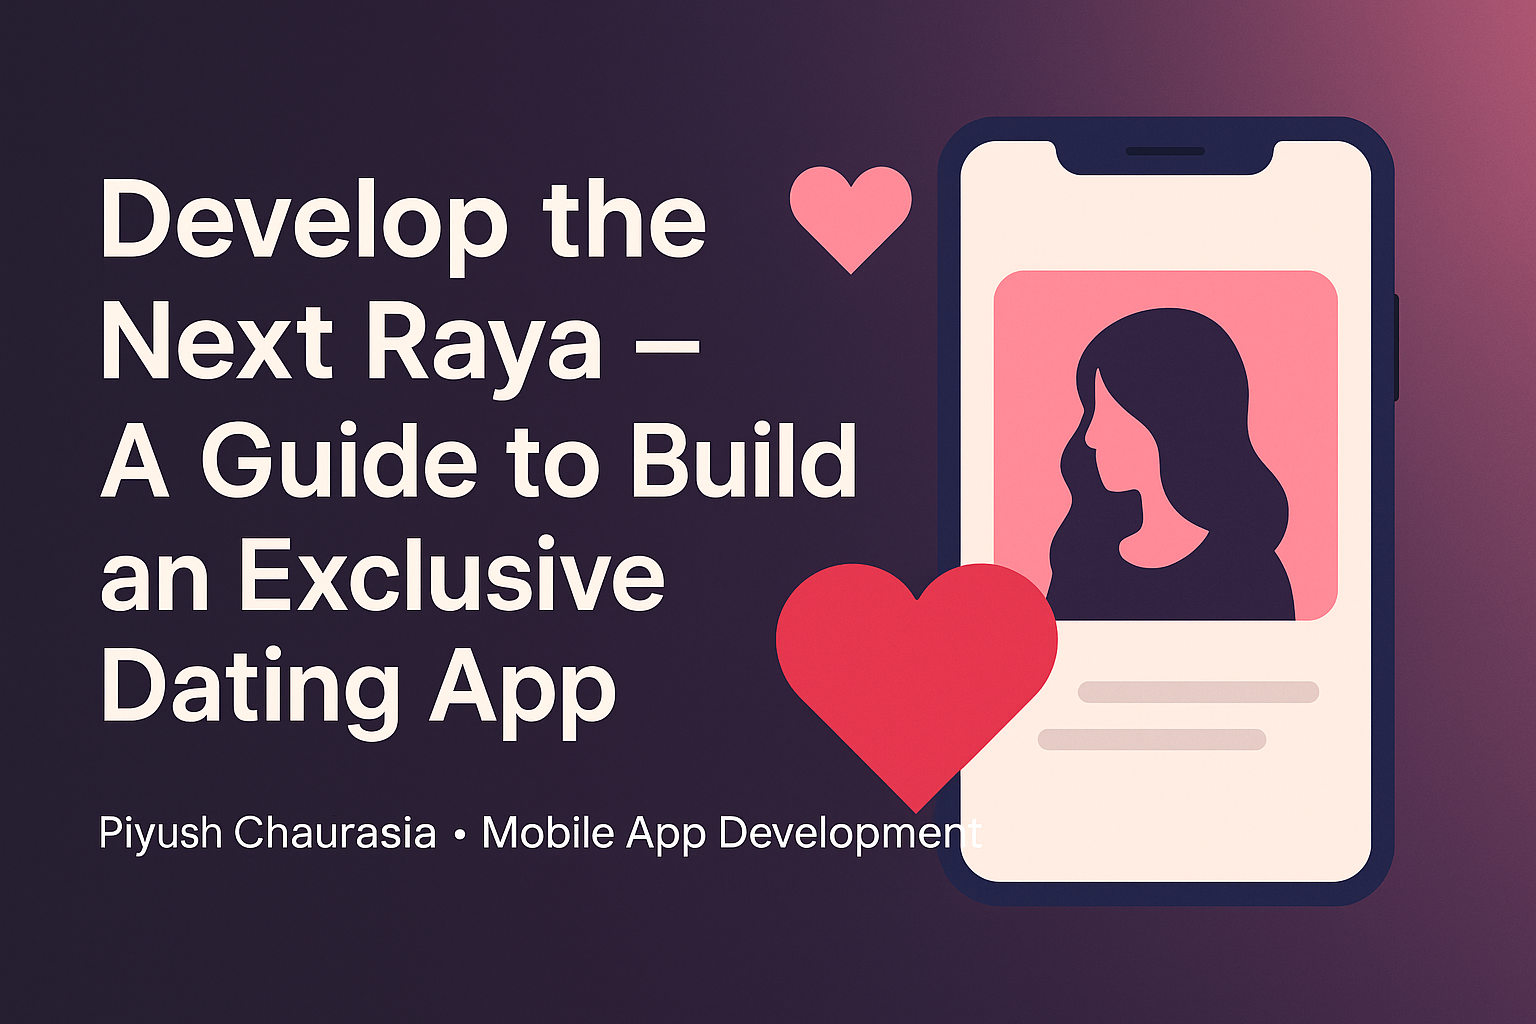 Develop the
Next Raya –
A Guide to Build
an Exclusive
Dating App
Piyush Chaurasia • Mobile App Development